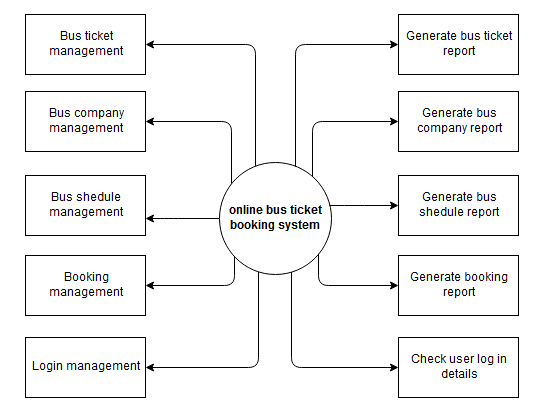 Bus ticket
management
Generate bus ticket
report
Bus company
management
Generate bus
company report
Bus shedule
management
online bus ticket
booking system
Generate bus
shedule report
Booking
management
Generate booking
report
Login management
Check user log in
details